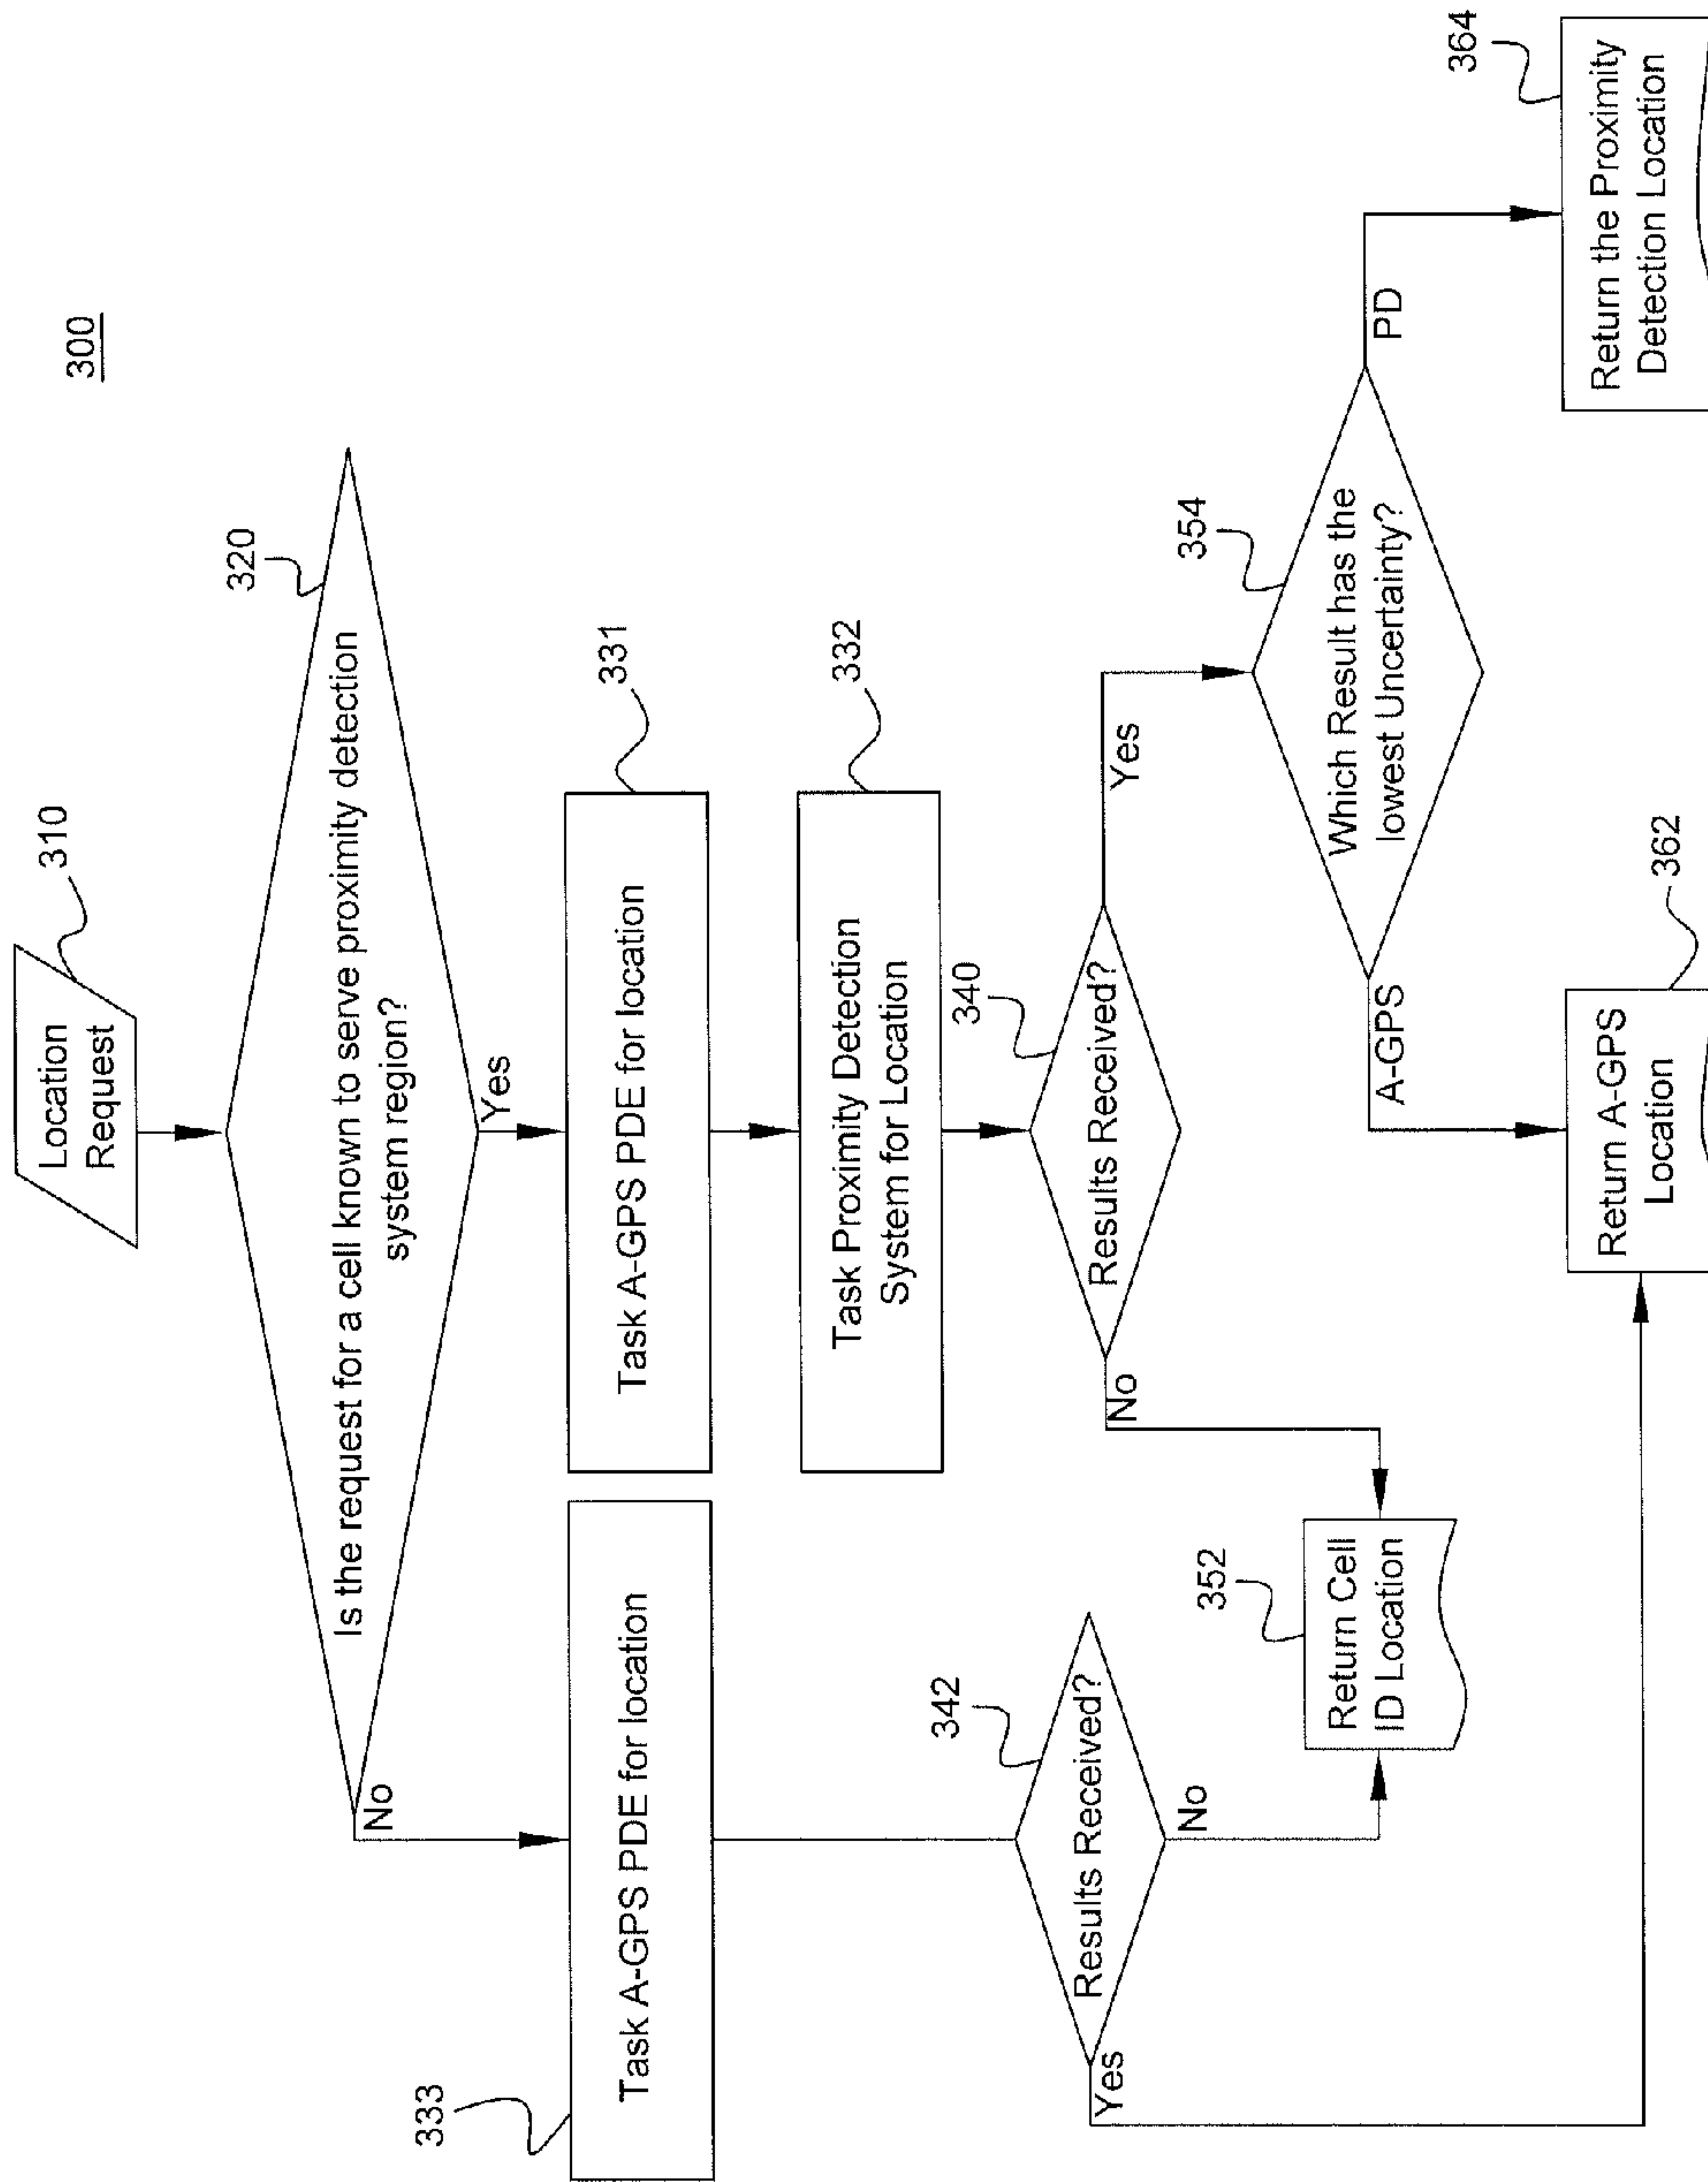 300
310
Location
Request
320
Is the request for a cell known to serve proximity detection
system region?
No
Yes
333
Task A-GPS PDE for location
331
Task A-GPS PDE for location
332
Task Proximity Detection
System for Location
342
Results Received?
Yes
No
340
Results Received?
No
Yes
352
Return Cell
ID Location
354
Which Result has the
lowest Uncertainty?
A-GPS
PD
362
Return A-GPS
Location
364
Return the Proximity
Detection Location